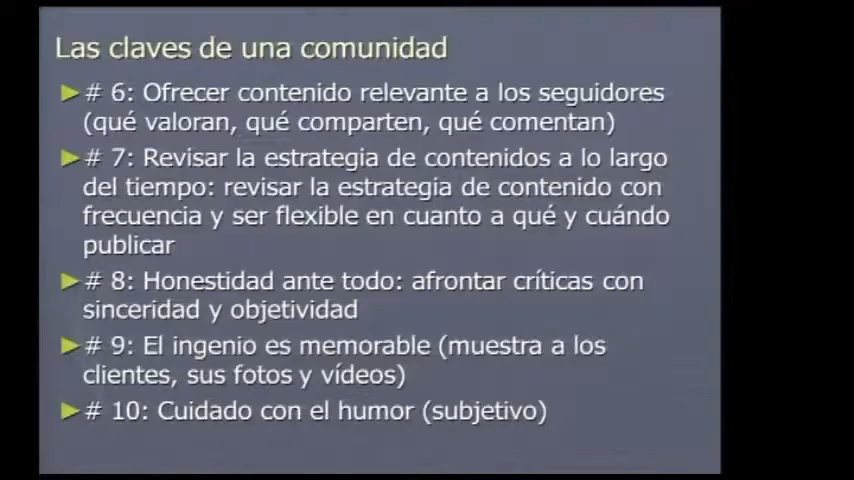 Las claves de una comunidad
►# 6: Ofrecer contenido relevante a los seguidores
(qué valoran, qué comparten, qué comentan)
►# 7: Revisar la estrategia de contenidos a lo largo
del tiempo: revisar la estrategia de contenido con
frecuencia y ser flexible en cuanto a qué y cuándo
publicar
►# 8: Honestidad ante todo: afrontar críticas con
sinceridad y objetividad
►# 9: El ingenio es memorable (muestra a los
clientes, sus fotos y vídeos)
►# 10: Cuidado con el humor (subjetivo)